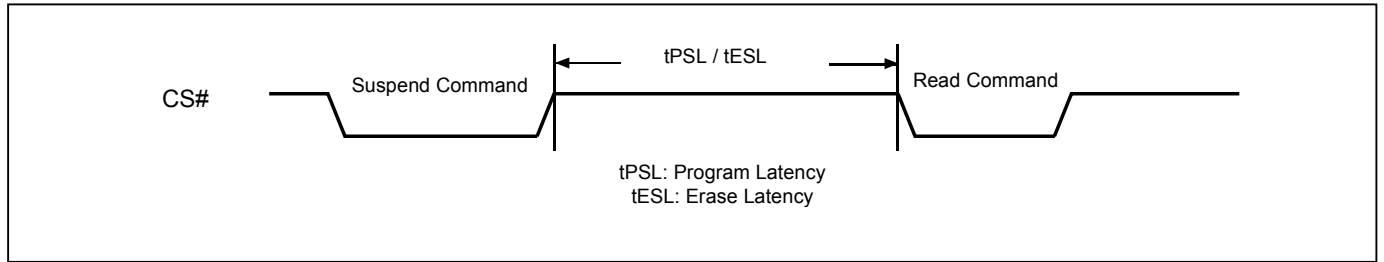 tPSL / tESL
Suspend Command
Read Command
CS#
tPSL: Program Latency
tESL: Erase Latency